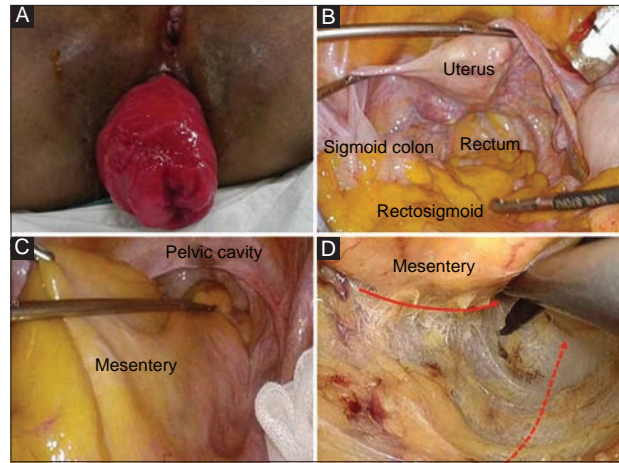 A
B
Uterus
Sigmoid colon
Rectum
Rectosigmoid
C
Pelvic cavity
Mesentery
D
Mesentery